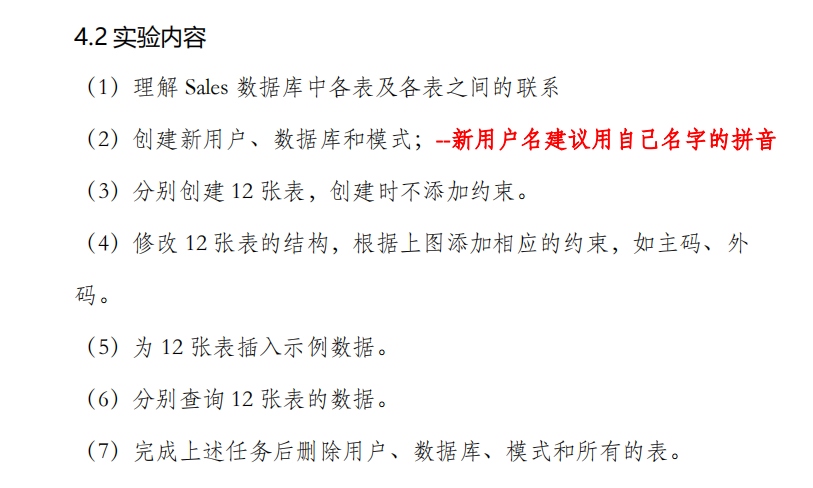 4.2 实验内容
（1）理解 Sales 数据库中各表及各表之间的联系
（2）创建新用户、数据库和模式；--新用户名建议用自己名字的拼音
（3）分别创建 12 张表，创建时不添加约束。
（4）修改 12 张表的结构，根据上图添加相应的约束，如主码、外
码。
（5）为 12 张表插入示例数据。
（6）分别查询 12 张表的数据。
（7）完成上述任务后删除用户、数据库、模式和所有的表。